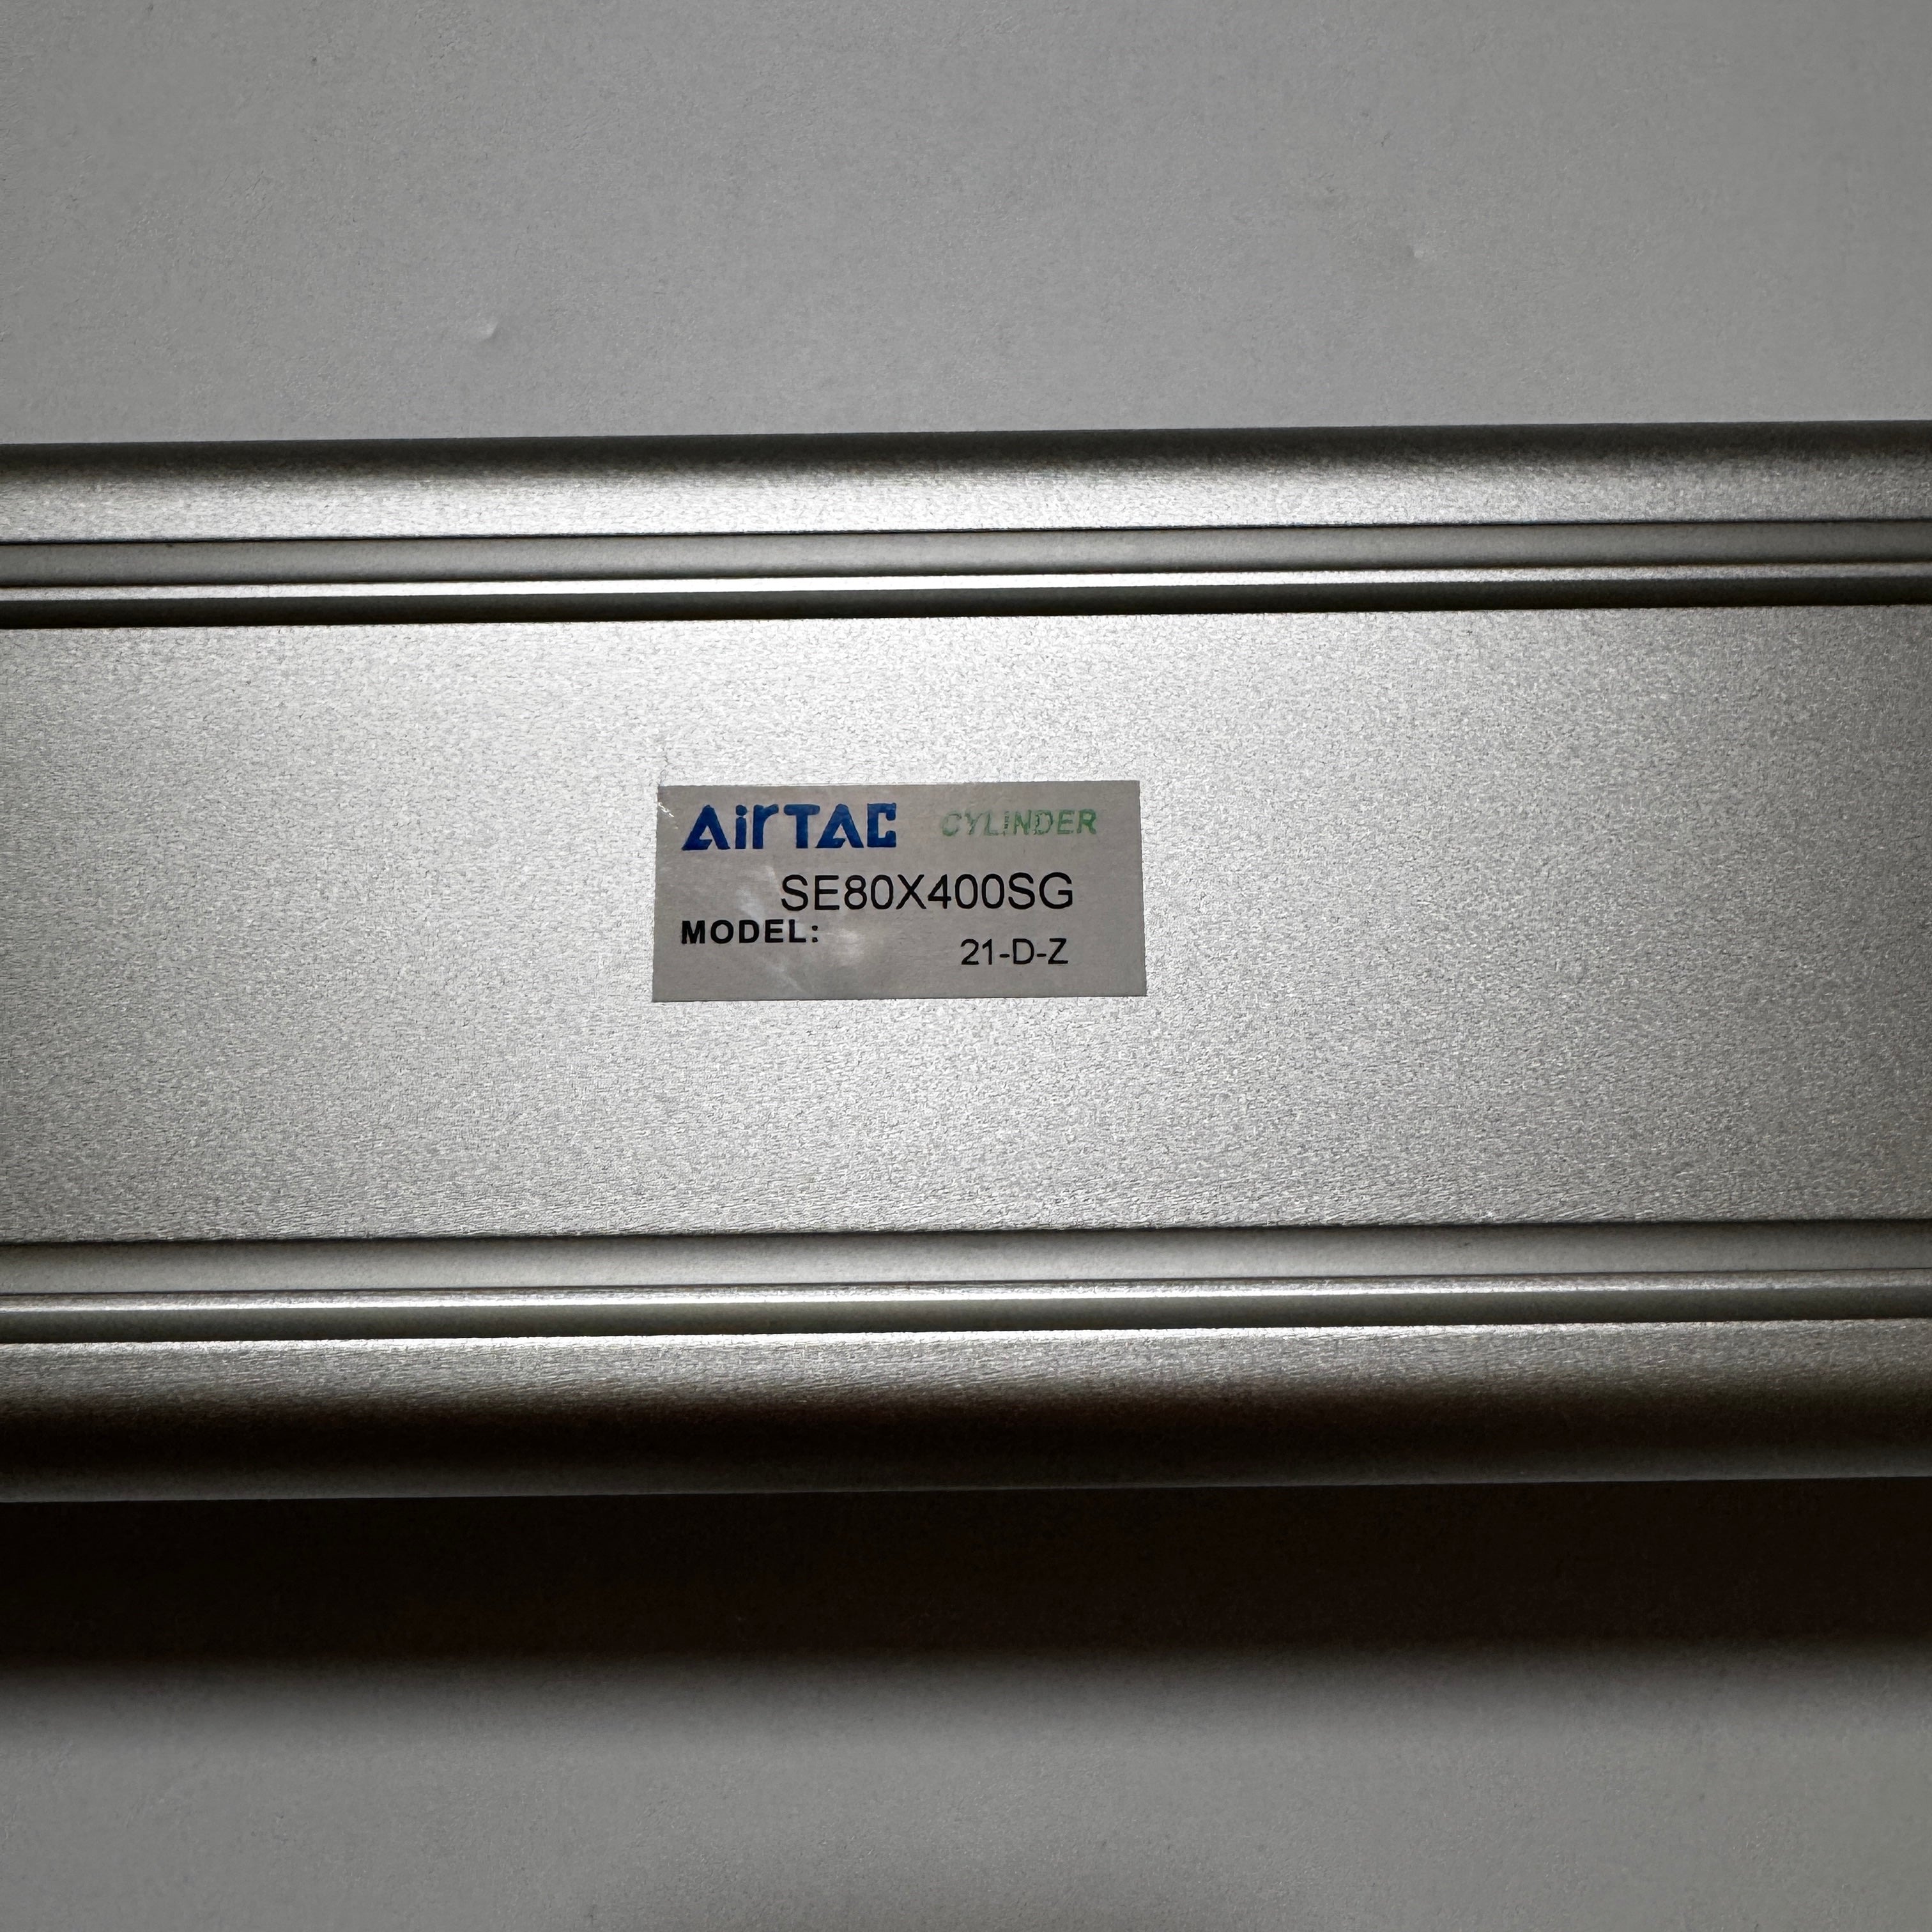 AirTAC CYLINDER
SE80X400SG
MODEL:
21-D-Z